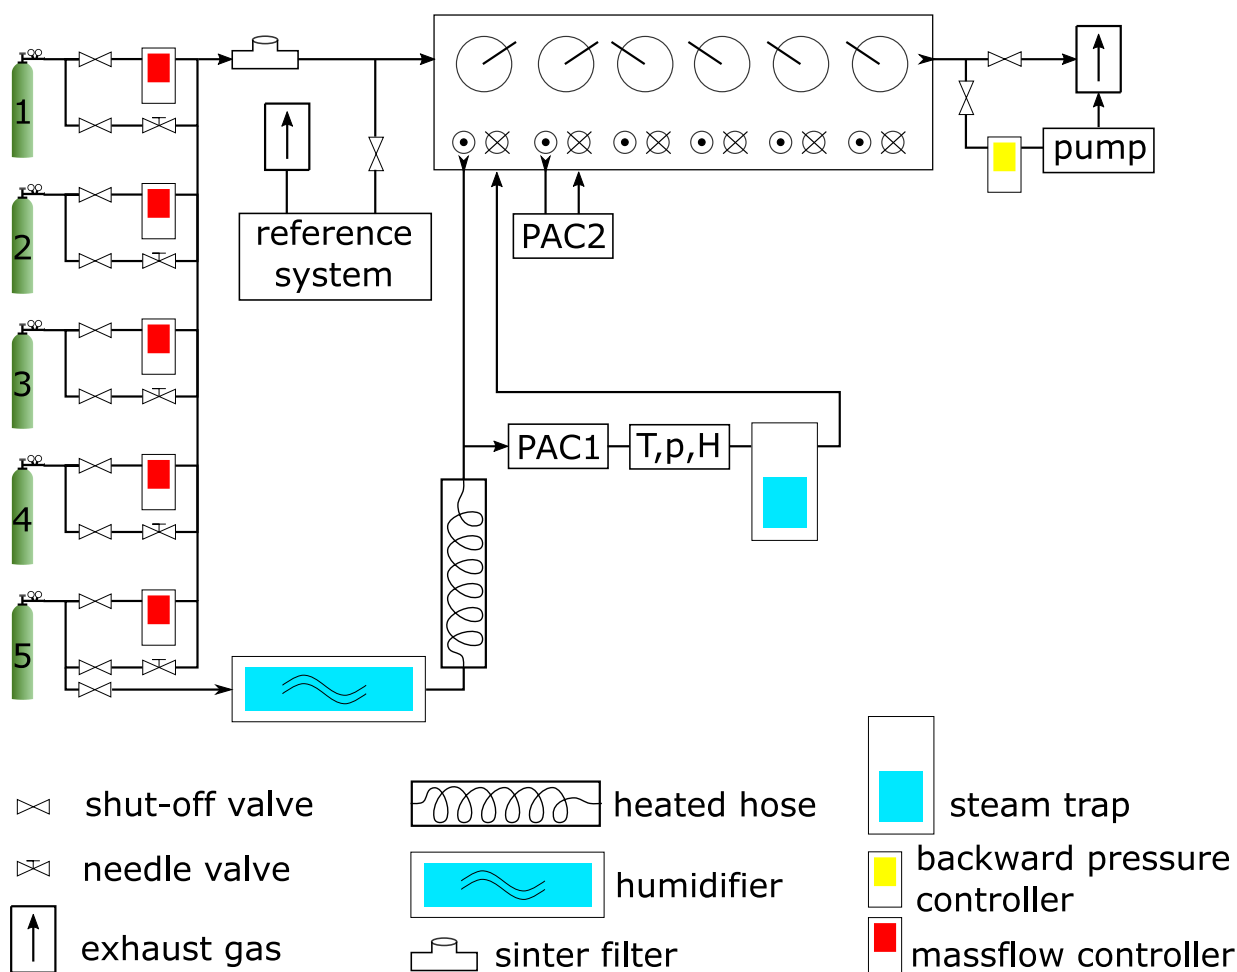 1
2
3
4
5
reference
system
PAC2
pump
PAC1
T,p,H
shut-off valve
needle valve
exhaust gas
heated hose
humidifier
sinter filter
steam trap
backward pressure
controller
massflow controller